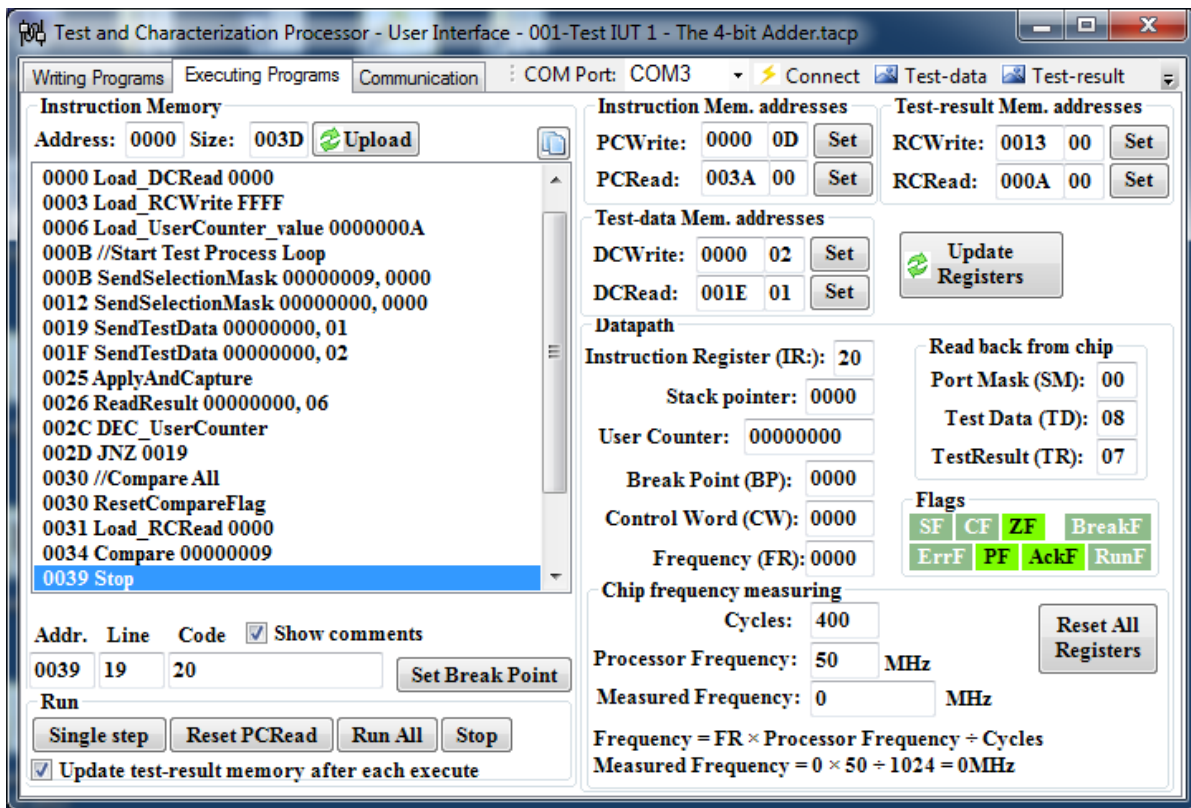 Test and Characterization Processor - User Interface - 001-Test IUT 1 - The 4-bit Adder.tacp
Writing Programs Executing Programs Communication COM Port: COM3 Connect Test-data Test-result
Instruction Memory
Address: 0000 Size: 003D Upload
0000 Load_DCRead 0000
0003 Load_RCWrite FFFF
0006 Load_UserCounter_value 0000000A
000B //Start Test Process Loop
000B SendSelectionMask 00000009, 0000
0012 SendSelectionMask 00000000, 0000
0019 SendTestData 00000000, 01
001F SendTestData 00000000, 02
0025 ApplyAndCapture
0026 ReadResult 00000000, 06
002C DEC_UserCounter
002D JNZ 0019
0030 //Compare All
0030 ResetCompareFlag
0031 Load_RCRead 0000
0034 Compare 00000009
0039 Stop
Addr. Line Code Show comments
0039 19 20 Set Break Point
Run
Single step Reset PCRead Run All Stop
Update test-result memory after each execute
Instruction Mem. addresses
PCWrite: 0000 0D Set
PCRead: 003A 00 Set
Test-result Mem. addresses
RCWrite: 0013 00 Set
RCRead: 000A 00 Set
Test-data Mem. addresses
DCWrite: 0000 02 Set
DCRead: 001E 01 Set
Update
Registers
Datapath
Instruction Register (IR:): 20
Stack pointer: 0000
User Counter: 00000000
Break Point (BP): 0000
Control Word (CW): 0000
Frequency (FR): 0000
Read back from chip
Port Mask (SM): 00
Test Data (TD): 08
TestResult (TR): 07
Flags
SF CF ZF BreakF
ErrF PF AckF RunF
Chip frequency measuring
Cycles: 400
Processor Frequency: 50 MHz
Measured Frequency: 0 MHz
Reset All
Registers
Frequency = FR × Processor Frequency ÷ Cycles
Measured Frequency = 0 × 50 ÷ 1024 = 0MHz